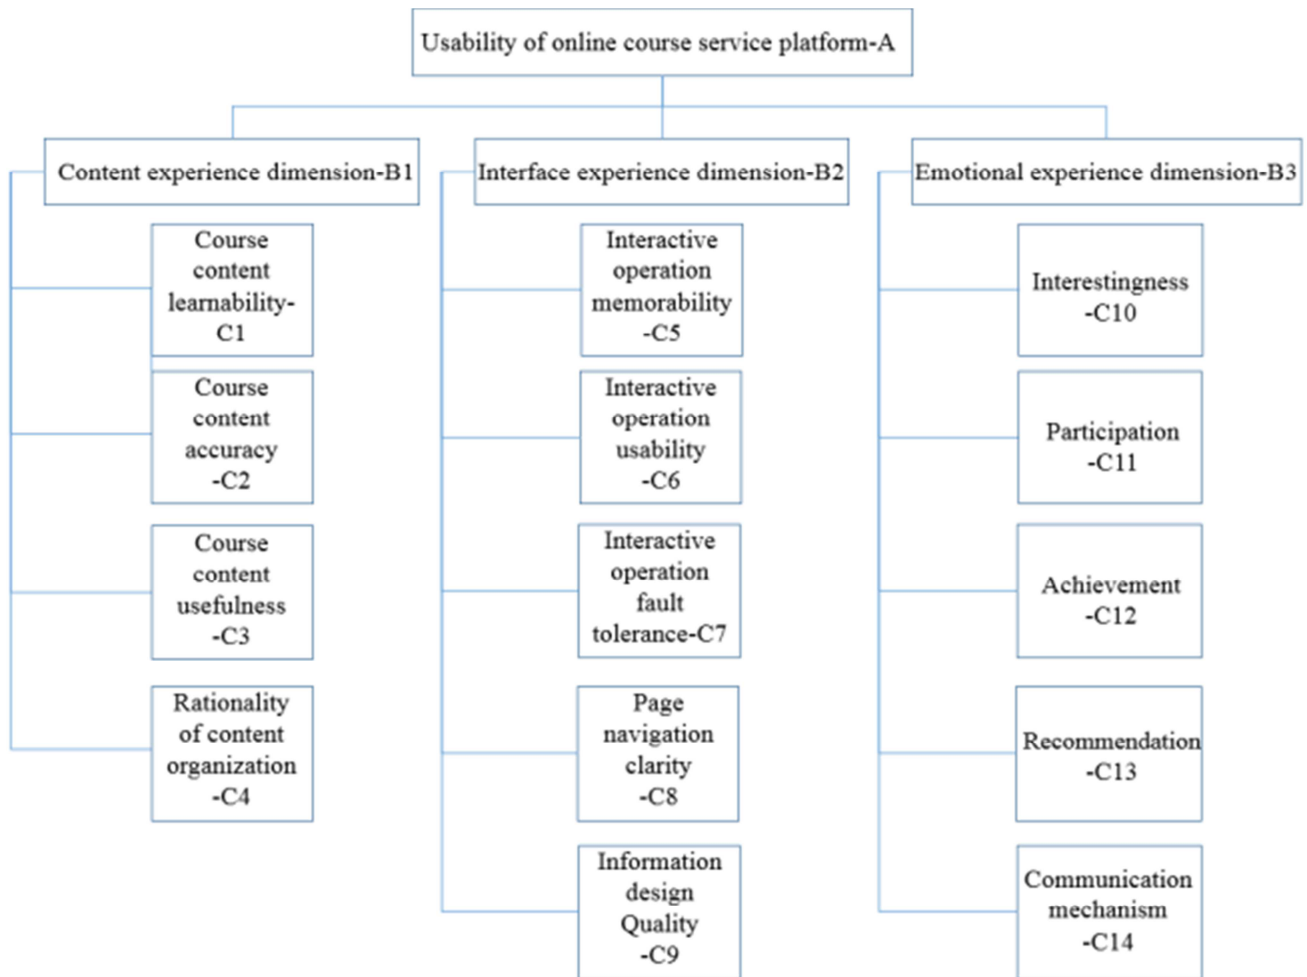 Usability of online course service platform-A
Content experience dimension-B1
Interface experience dimension-B2
Emotional experience dimension-B3
Course
content
learnability-
C1
Course
content
accuracy
-C2
Course
content
usefulness
-C3
Rationality
of content
organization
-C4
Interactive
operation
memorability
-C5
Interactive
operation
usability
-C6
Interactive
operation
fault
tolerance-C7
Page
navigation
clarity
-C8
Information
design
Quality
-C9
Interestingness
-C10
Participation
-C11
Achievement
-C12
Recommendation
-C13
Communication
mechanism
-C14